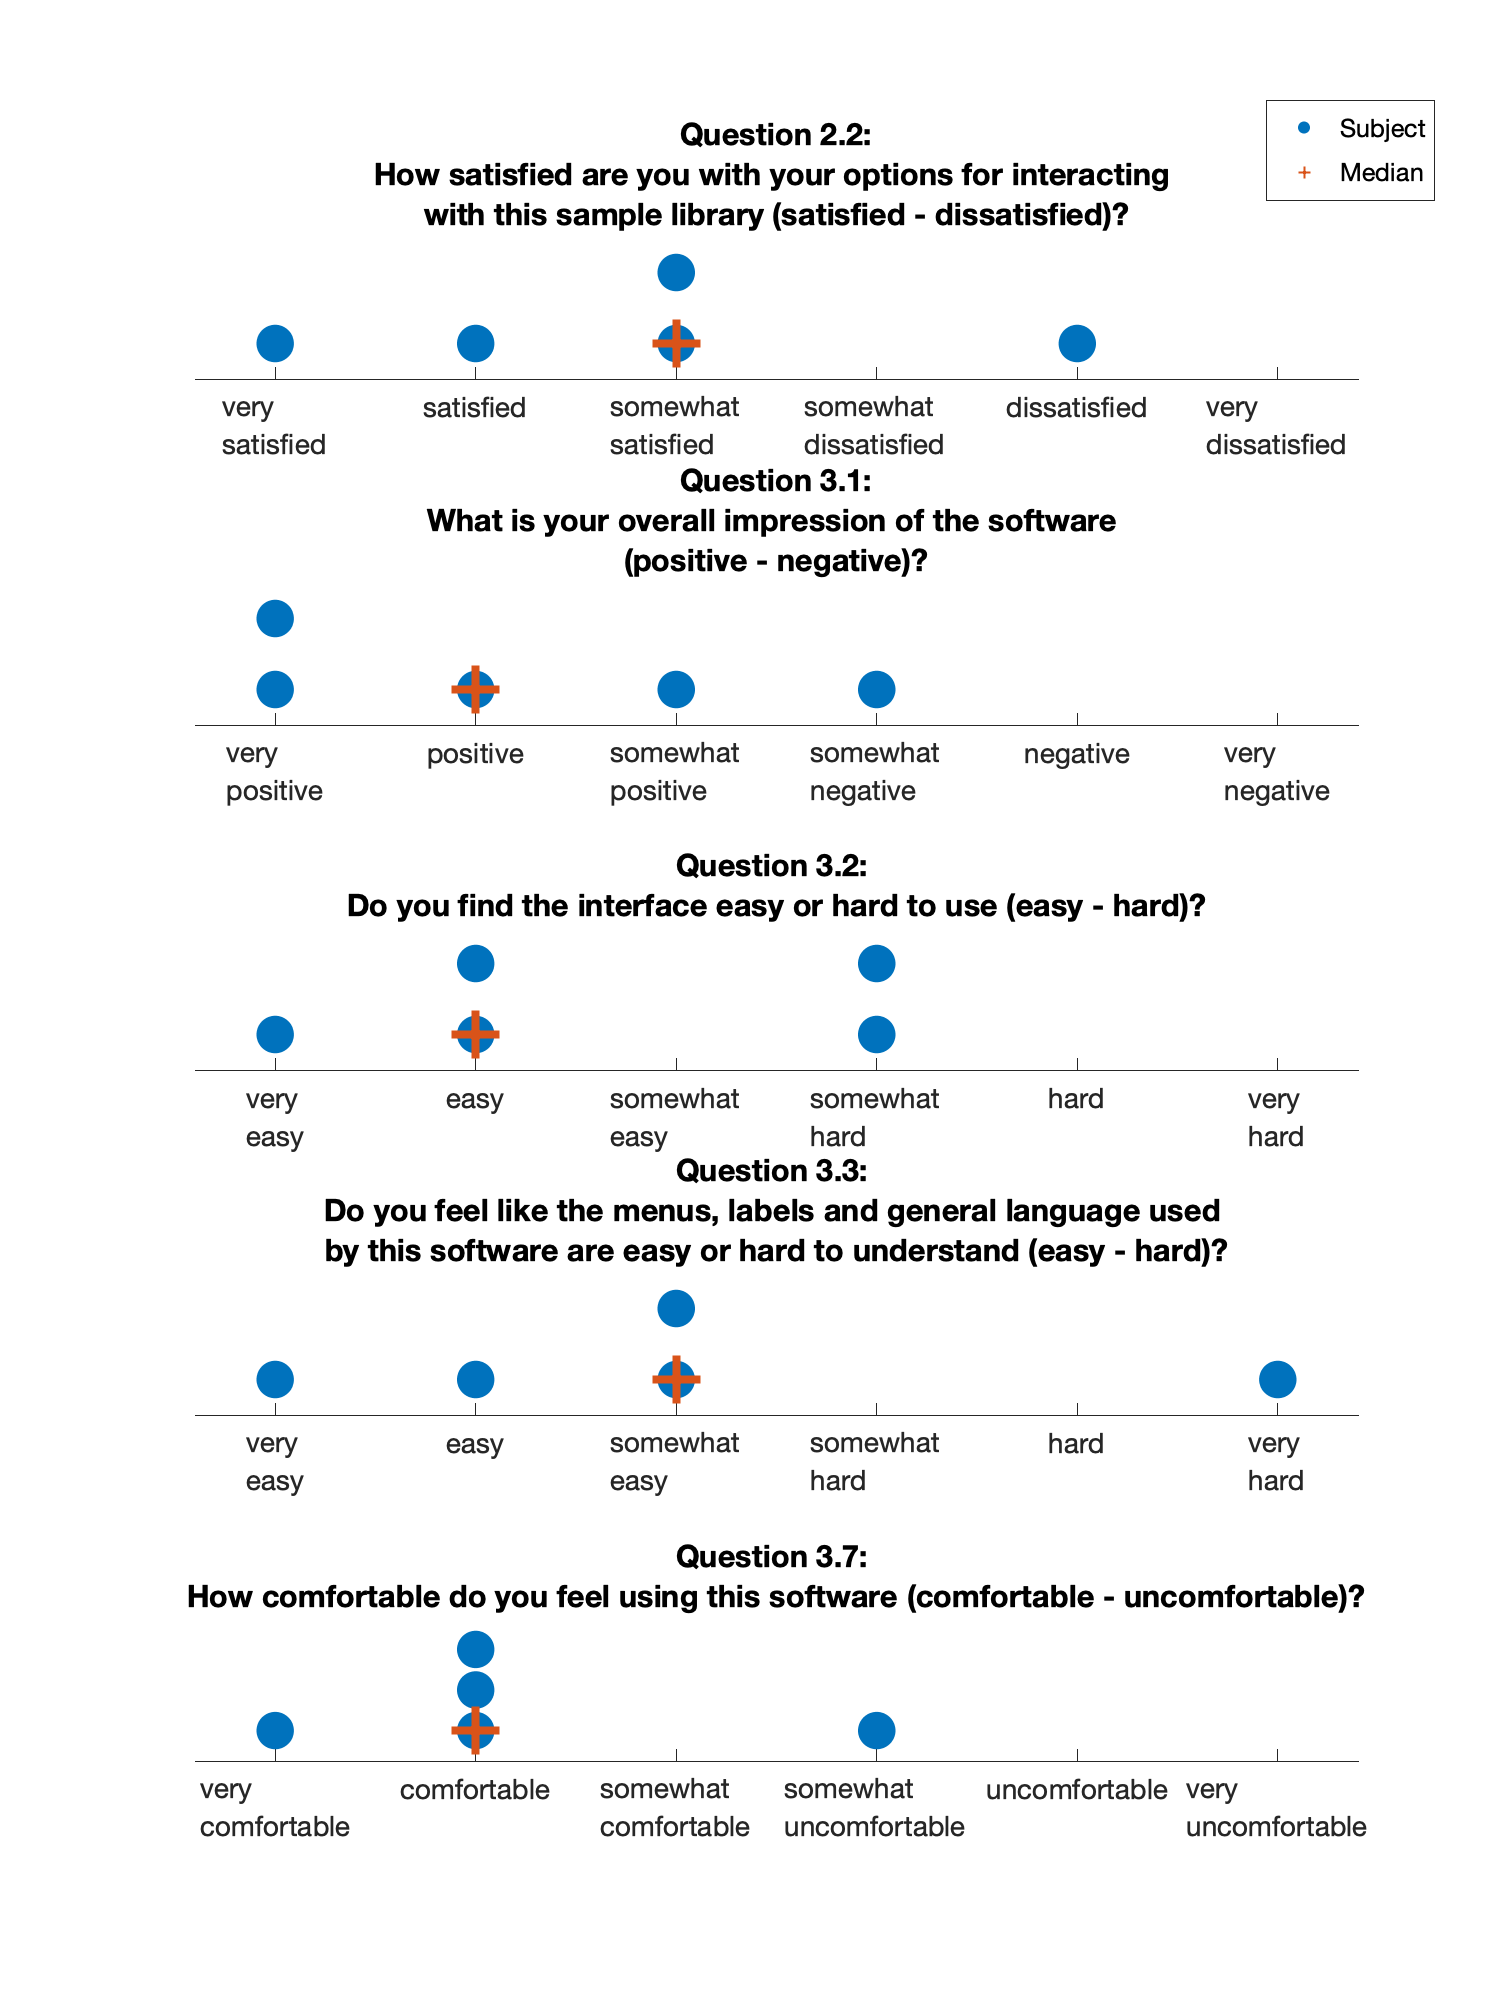 Subject
Median
Question 2.2:
How satisfied are you with your options for interacting
with this sample library (satisfied - dissatisfied)?
very
satisfied
satisfied
somewhat
satisfied
somewhat
dissatisfied
dissatisfied
very
dissatisfied
Question 3.1:
What is your overall impression of the software
(positive - negative)?
very
positive
positive
somewhat
positive
somewhat
negative
negative
very
negative
Question 3.2:
Do you find the interface easy or hard to use (easy - hard)?
very
easy
easy
somewhat
easy
somewhat
hard
hard
very
hard
Question 3.3:
Do you feel like the menus, labels and general language used
by this software are easy or hard to understand (easy - hard)?
very
easy
easy
somewhat
easy
somewhat
hard
hard
very
hard
Question 3.7:
How comfortable do you feel using this software (comfortable - uncomfortable)?
very
comfortable
comfortable
somewhat
comfortable
somewhat
uncomfortable
uncomfortable
very
uncomfortable